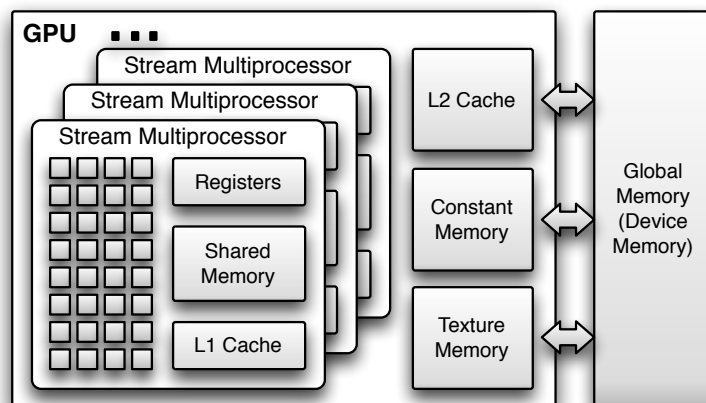 GPU
Stream Multiprocessor
Stream Multiprocessor
Stream Multiprocessor
Registers
Shared
Memory
L1 Cache
L2 Cache
Constant
Memory
Texture
Memory
Global
Memory
(Device
Memory)